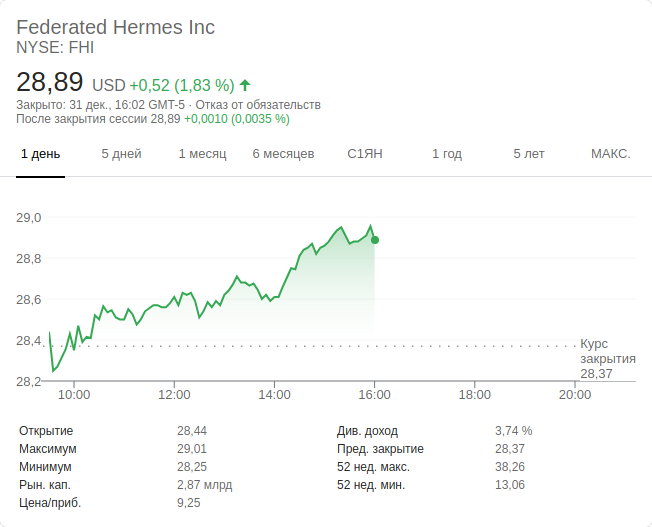 Federated Hermes Inc
NYSE: FHI
28,89 USD +0,52 (1,83 %)
Закрыто: 31 дек., 16:02 GMT-5 · Отказ от обязательств
После закрытия сессии 28,89 +0,0010 (0,0035 %)
1 день 5 дней 1 месяц 6 месяцев С1ЯН 1 год 5 лет МАКС.
29,0
28,8
28,6
28,4
28,2
Курс
закрытия
28,37
10:00 12:00 14:00 16:00 18:00 20:00
Открытие 28,44 Див. доход 3,74 %
Максимум 29,01 Пред. закрытие 28,37
Минимум 28,25 52 нед. макс. 38,26
Рын. кап. 2,87 млрд 52 нед. мин. 13,06
Цена/приб. 9,25